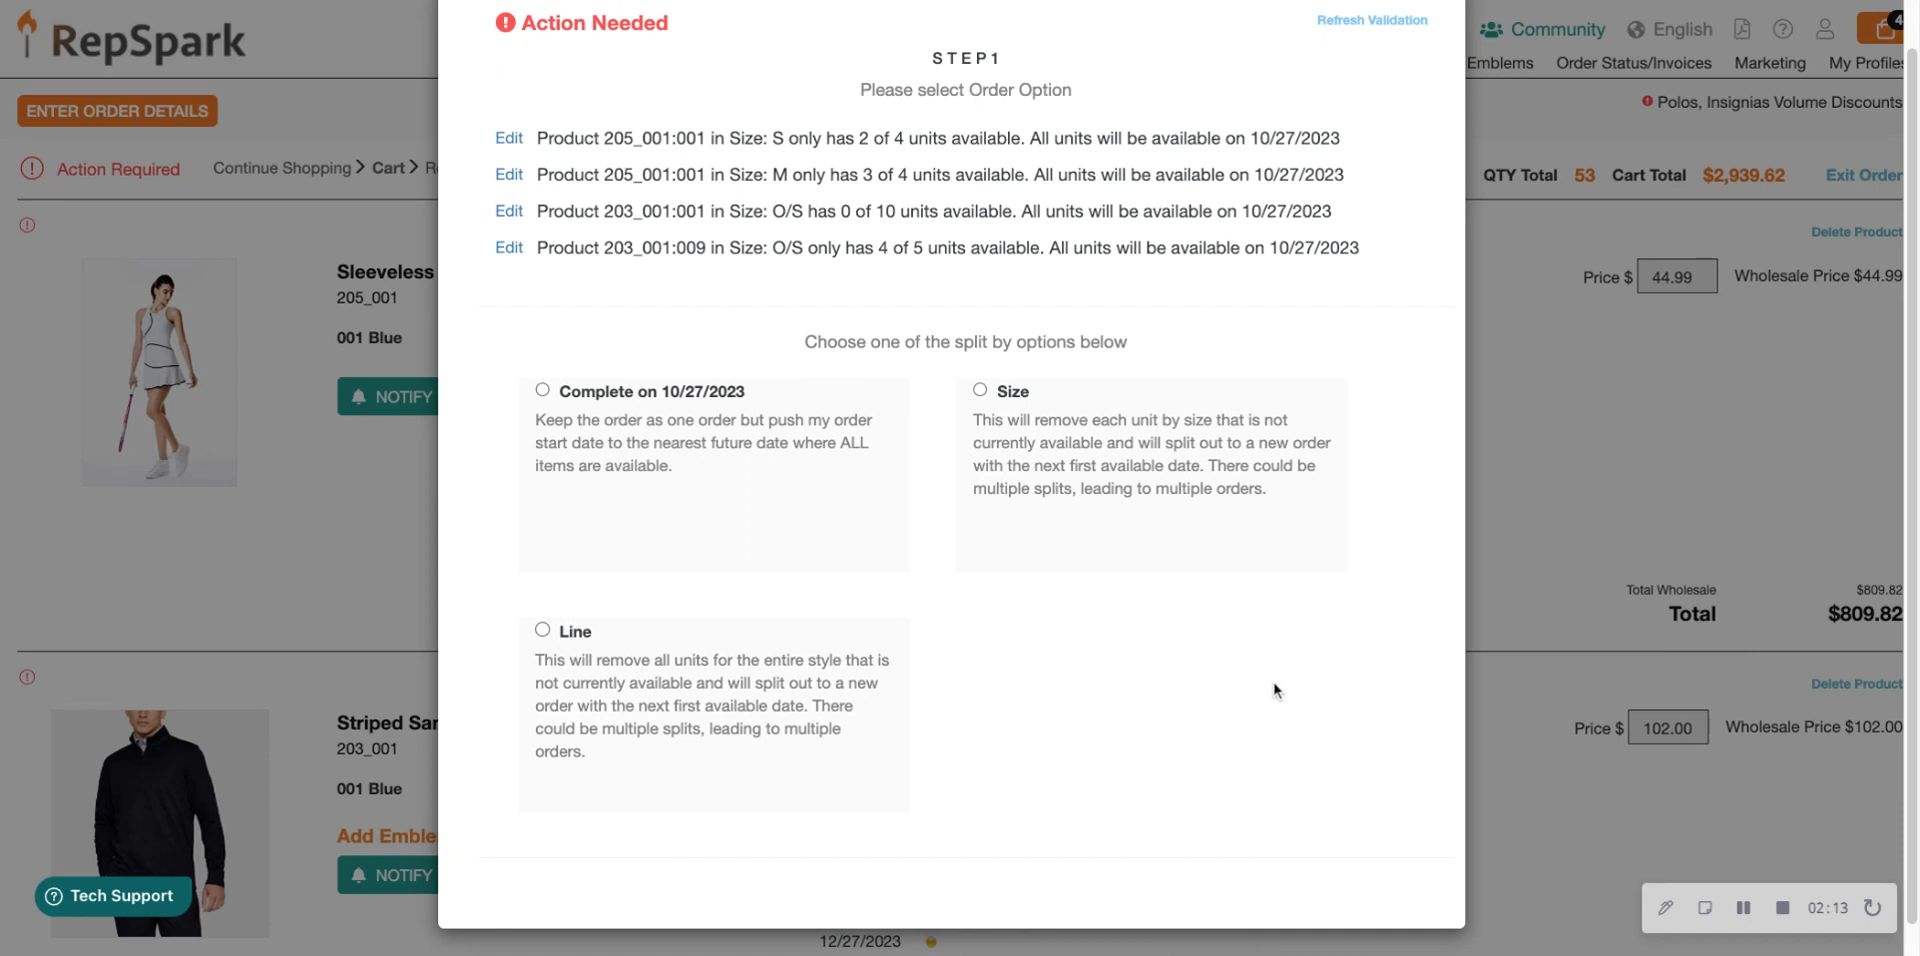 RepSpark
Community
English
4
Emblems
Order Status/Invoices
Marketing
My Profiles
ENTER ORDER DETAILS
Polos, Insignias Volume Discounts
Action Required
Continue Shopping
Cart
QTY Total 53 Cart Total $2,939.62 Exit Order
Action Needed
Refresh Validation
STEP1
Please select Order Option
Edit Product 205_001:001 in Size: S only has 2 of 4 units available. All units will be available on 10/27/2023
Edit Product 205_001:001 in Size: M only has 3 of 4 units available. All units will be available on 10/27/2023
Edit Product 203_001:001 in Size: O/S has 0 of 10 units available. All units will be available on 10/27/2023
Edit Product 203_001:009 in Size: O/S only has 4 of 5 units available. All units will be available on 10/27/2023
Choose one of the split by options below
Complete on 10/27/2023
Keep the order as one order but push my order
start date to the nearest future date where ALL
items are available.
Size
This will remove each unit by size that is not
currently available and will split out to a new order
with the next first available date. There could be
multiple splits, leading to multiple orders.
Line
This will remove all units for the entire style that is
not currently available and will split out to a new
order with the next first available date. There
could be multiple splits, leading to multiple
orders.
Sleeveless
205_001
001 Blue
NOTIFY
Delete Product
Price $ 44.99 Wholesale Price $44.99
Total Wholesale $809.82
Total $809.82
Striped
203_001
001 Blue
Add
NOTIFY
Delete Product
Price $ 102.00 Wholesale Price $102.00
Tech Support
12/27/2023
02:13